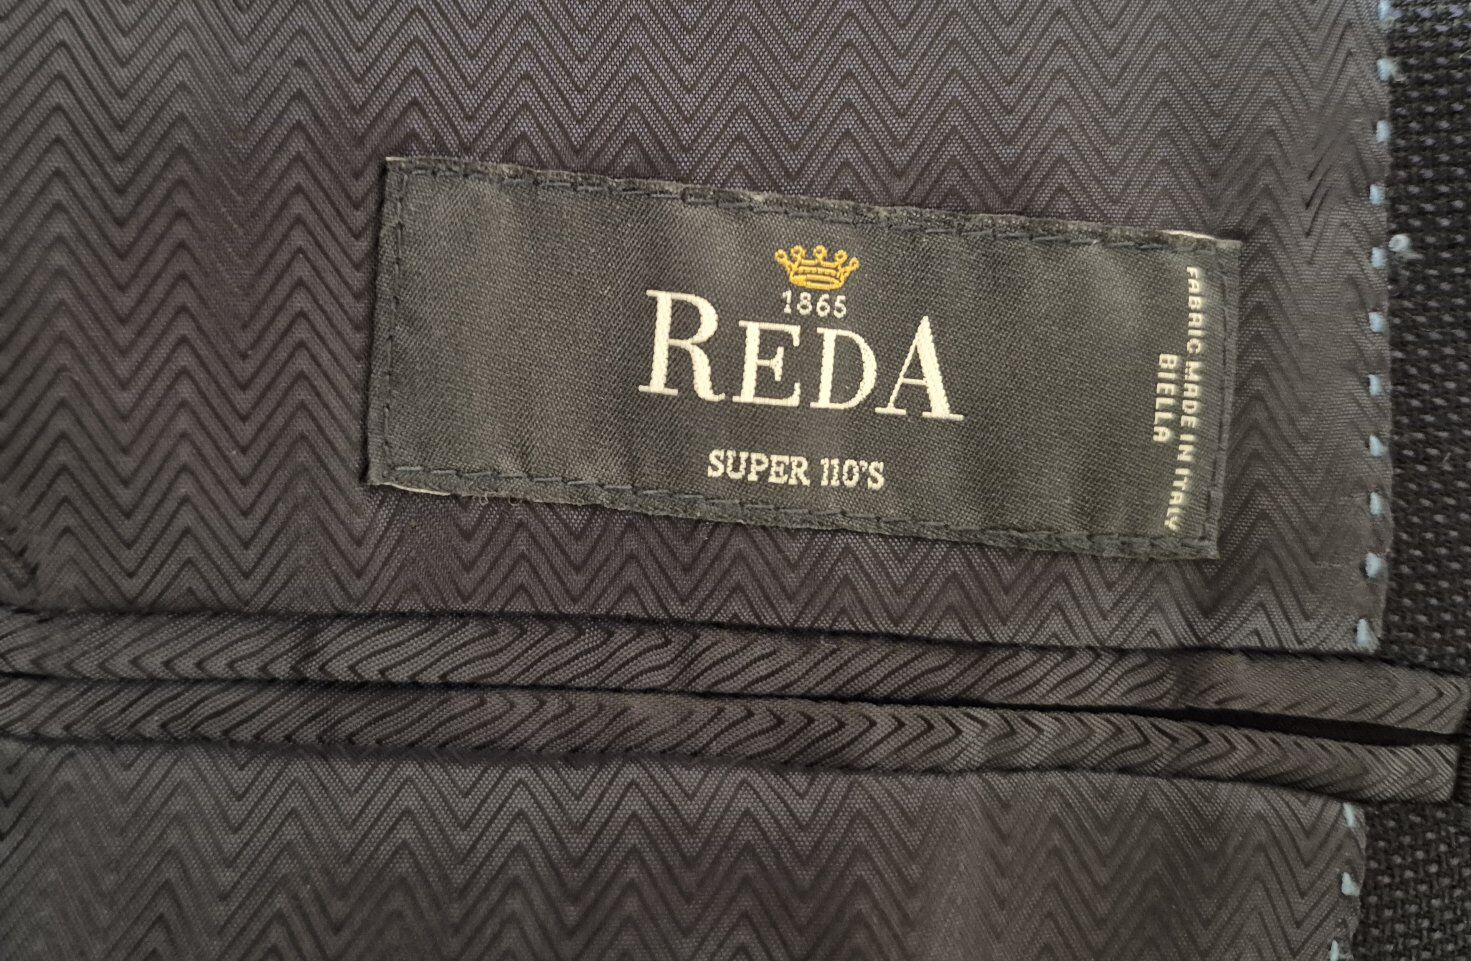 1865
REDA
SUPER 110'S
FABRIC MADE IN ITALY
BIELLA